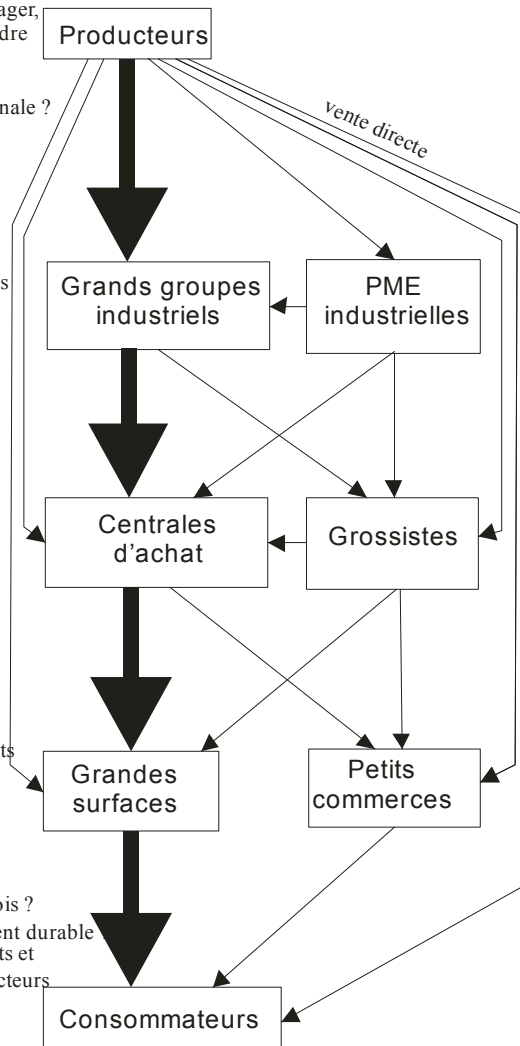 ager,
dre
Producteurs
nale ?
vente directe
s
Grands groupes
industriels
PME
industrielles
Centrales
d’achat
Grossistes
ts
Grandes
surfaces
Petits
commerces
ois ?
ent durable
ts et
cteurs
Consommateurs